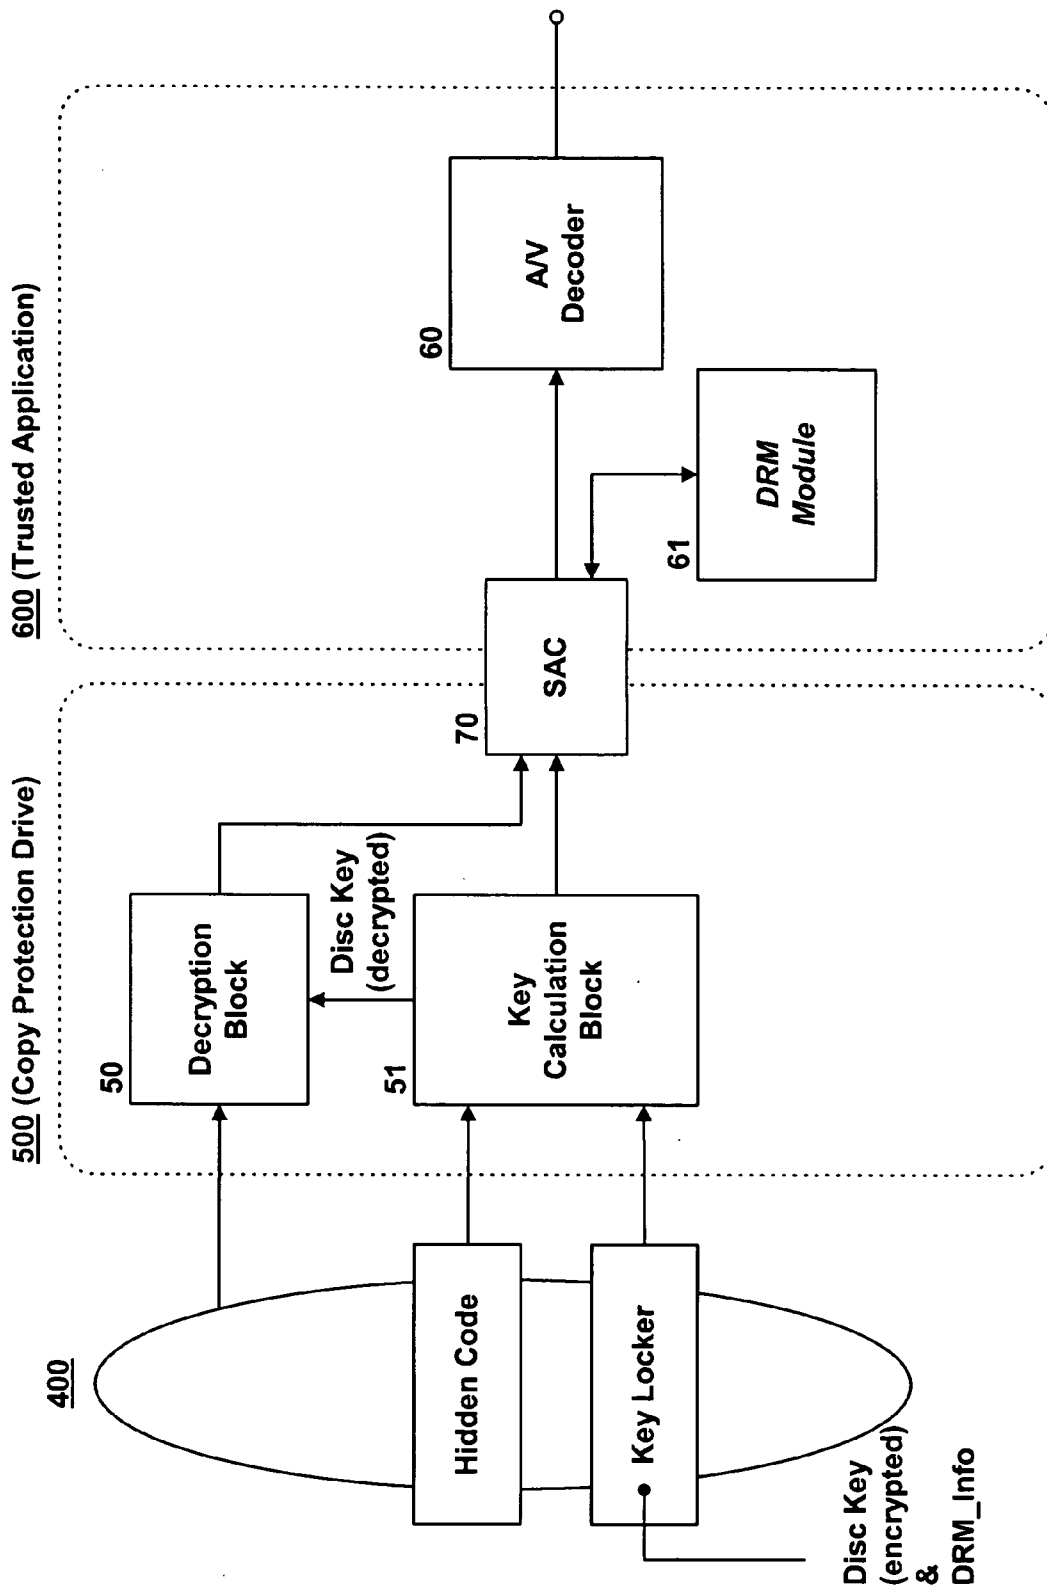 500 (Copy Protection Drive)
600 (Trusted Application)
400
50
Decryption
Block
Disc Key
(decrypted)
70
SAC
60
A/V
Decoder
Hidden Code
51
Key
Calculation
Block
61
DRM
Module
Key Locker
Disc Key
(encrypted)
&
DRM_Info